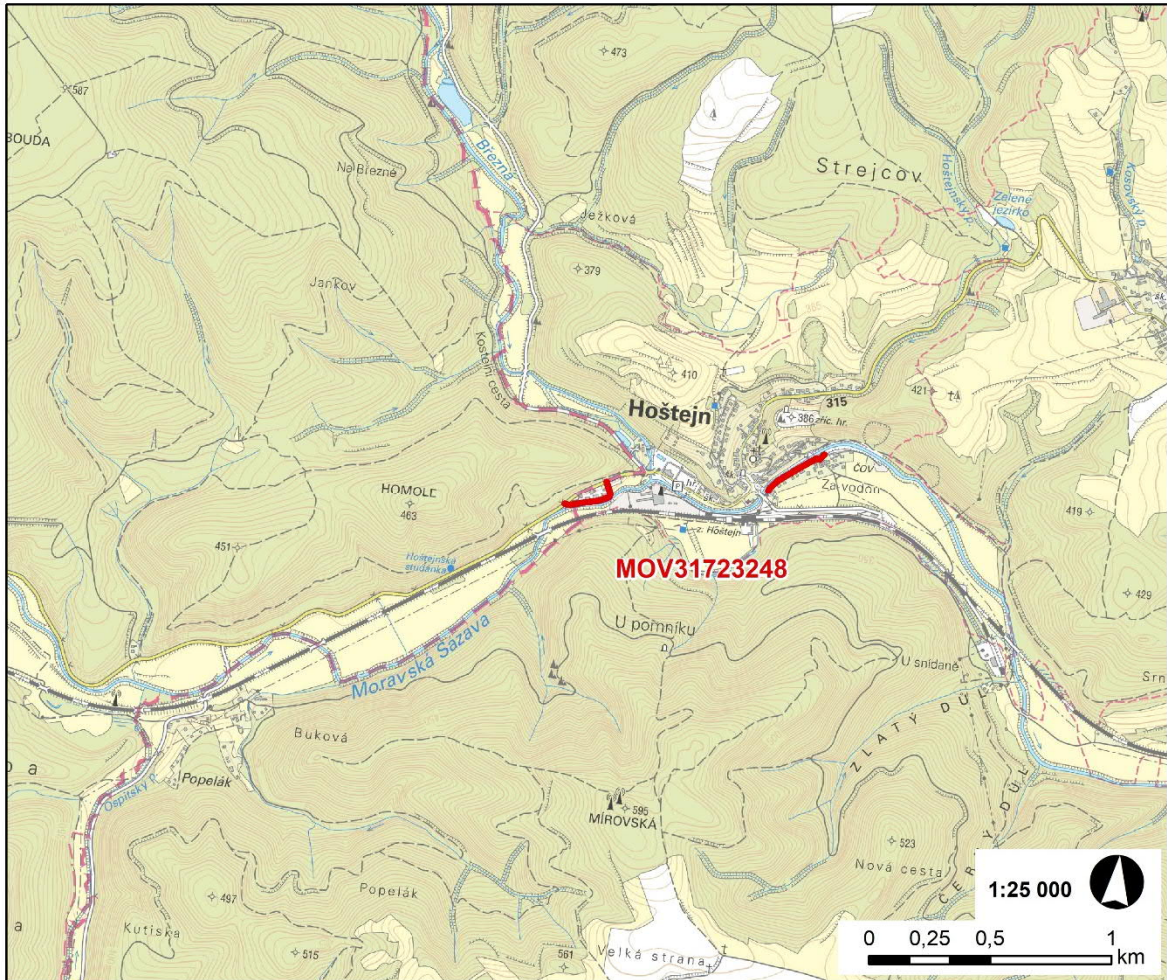 473
587
BOUDA
Březná
Na Březné
Strejcov
Hoštejnský p.
Zelené
jezírko
Kosovský p.
Ježková
379
Jankov
Kostelní cesta
410
421
315
Hoštejn
386 zříc. hr.
čov
Za vodou
HOMOLE
463
P
z. Hoštejn
419
451
Hoštejnská
studánka
MOV31723248
429
U pomníku
Moravská Sázava
U snídaně
Srn
ZLATÝ DŮL
Buková
Popelák
Ospitský p.
595
MÍROVSKÁ
523
Nová cesta
497
Popelák
Kutiska
515
561
Velká strana
1:25 000
0 0,25 0,5 1
km